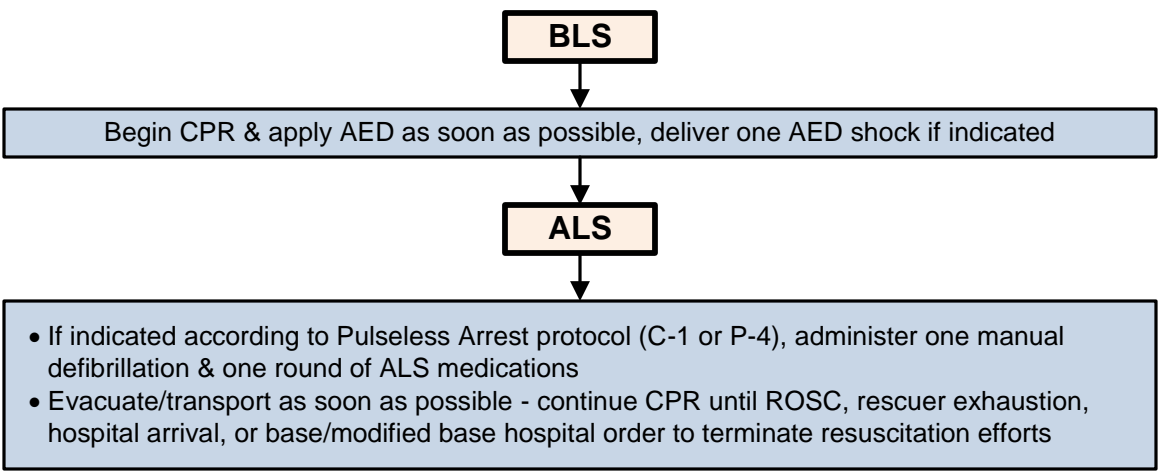 BLS
Begin CPR & apply AED as soon as possible, deliver one AED shock if indicated
ALS
• If indicated according to Pulseless Arrest protocol (C-1 or P-4), administer one manual
defibrillation & one round of ALS medications
• Evacuate/transport as soon as possible - continue CPR until ROSC, rescuer exhaustion,
hospital arrival, or base/modified base hospital order to terminate resuscitation efforts